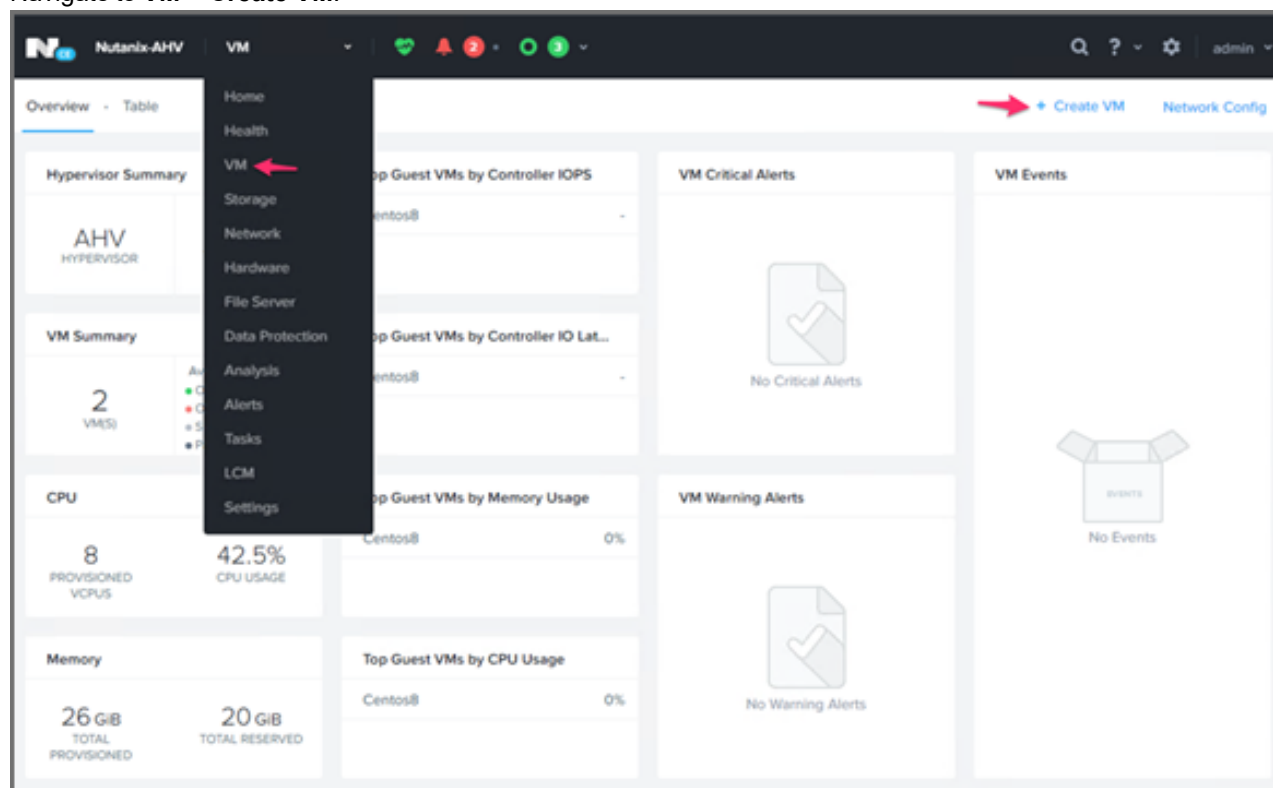 Nutanix-AHV VM 2 3 ? admin
Overview · Table + Create VM Network Config
Home
Health
VM
Storage
Network
Hardware
File Server
Data Protection
Analysis
Alerts
Tasks
LCM
Settings
Hypervisor Summary
AHV
HYPERVISOR
VM Summary
2
VM(S)
CPU
8
PROVISIONED
VCPUS
42.5%
CPU USAGE
Memory
26 GiB
TOTAL
PROVISIONED
20 GiB
TOTAL RESERVED
op Guest VMs by Controller IOPS
entos8 -
op Guest VMs by Controller IO Lat...
entos8 -
op Guest VMs by Memory Usage
Centos8 0%
Top Guest VMs by CPU Usage
Centos8 0%
VM Critical Alerts
No Critical Alerts
VM Warning Alerts
No Warning Alerts
VM Events
EVENTS
No Events